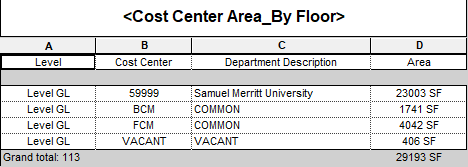 <Cost Center Area_By Floor>
A B C D
Level Cost Center Department Description Area
Level GL 59999 Samuel Merritt University 23003 SF
Level GL BCM COMMON 1741 SF
Level GL FCM COMMON 4042 SF
Level GL VACANT VACANT 406 SF
Grand total: 113 29193 SF